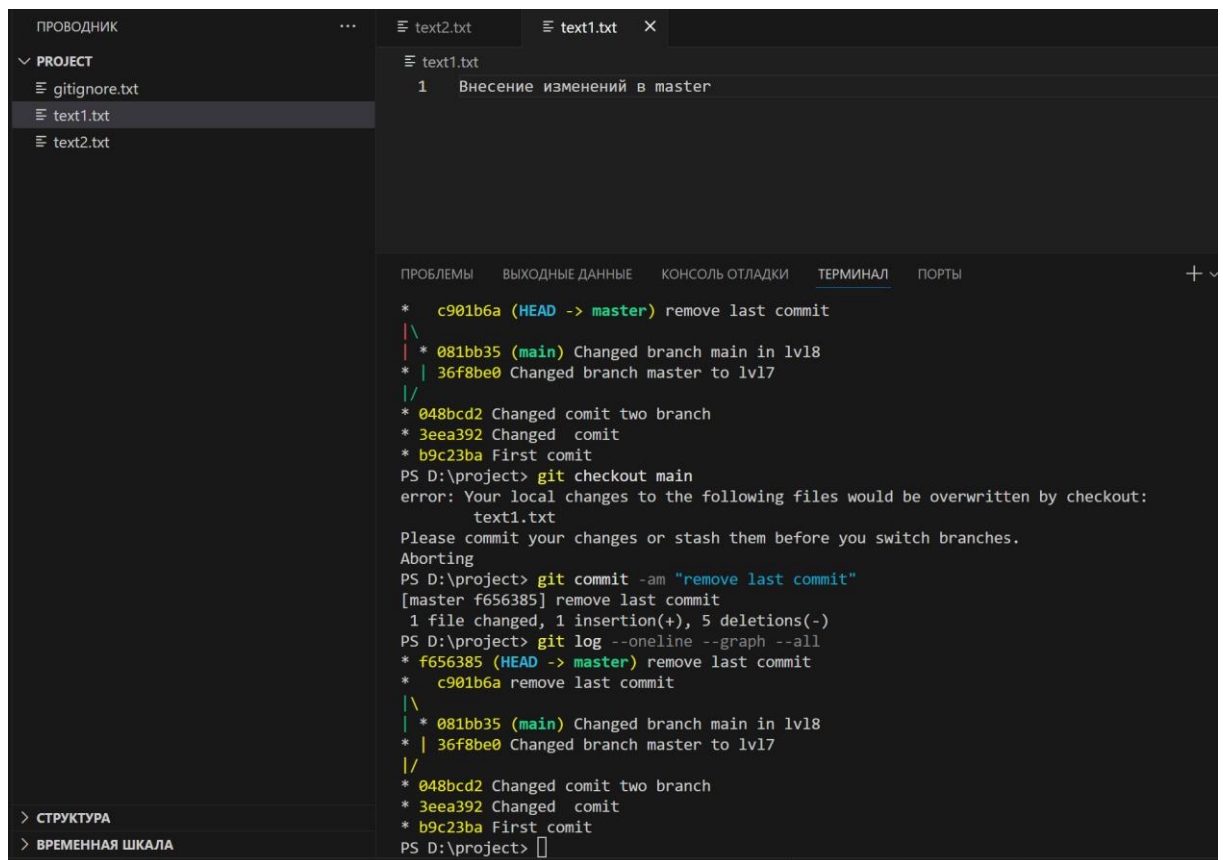 ПРОВОДНИК ...
PROJECT
gitignore.txt
text1.txt
text2.txt
СТРУКТУРА
ВРЕМЕННАЯ ШКАЛА
text2.txt text1.txt
text1.txt
1 Внесение изменений в master
ПРОБЛЕМЫ ВЫХОДНЫЕ ДАННЫЕ КОНСОЛЬ ОТЛАДКИ ТЕРМИНАЛ ПОРТЫ
*   c901b6a (HEAD -> master) remove last commit
|\
| * 081bb35 (main) Changed branch main in lvl8
* | 36f8be0 Changed branch master to lvl7
|/
* 048bcd2 Changed comit two branch
* 3eea392 Changed  comit
* b9c23ba First comit
PS D:\project> git checkout main
error: Your local changes to the following files would be overwritten by checkout:
        text1.txt
Please commit your changes or stash them before you switch branches.
Aborting
PS D:\project> git commit -am "remove last commit"
[master f656385] remove last commit
 1 file changed, 1 insertion(+), 5 deletions(-)
PS D:\project> git log --oneline --graph --all
* f656385 (HEAD -> master) remove last commit
*   c901b6a remove last commit
|\
| * 081bb35 (main) Changed branch main in lvl8
* | 36f8be0 Changed branch master to lvl7
|/
* 048bcd2 Changed comit two branch
* 3eea392 Changed  comit
* b9c23ba First comit
PS D:\project>